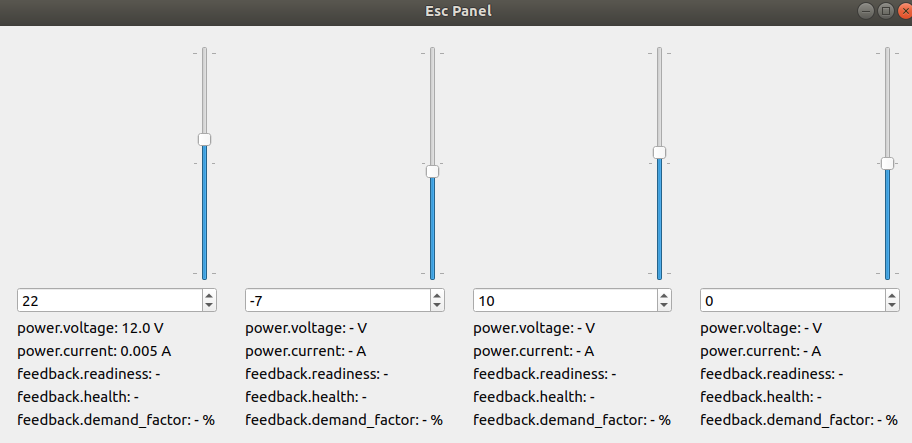 Esc Panel
22 -7 10 0
power.voltage: 12.0 V power.voltage: - V power.voltage: - V power.voltage: - V
power.current: 0.005 A power.current: - A power.current: - A power.current: - A
feedback.readiness: - feedback.readiness: - feedback.readiness: - feedback.readiness: -
feedback.health: - feedback.health: - feedback.health: - feedback.health: -
feedback.demand_factor: - % feedback.demand_factor: - % feedback.demand_factor: - % feedback.demand_factor: - %